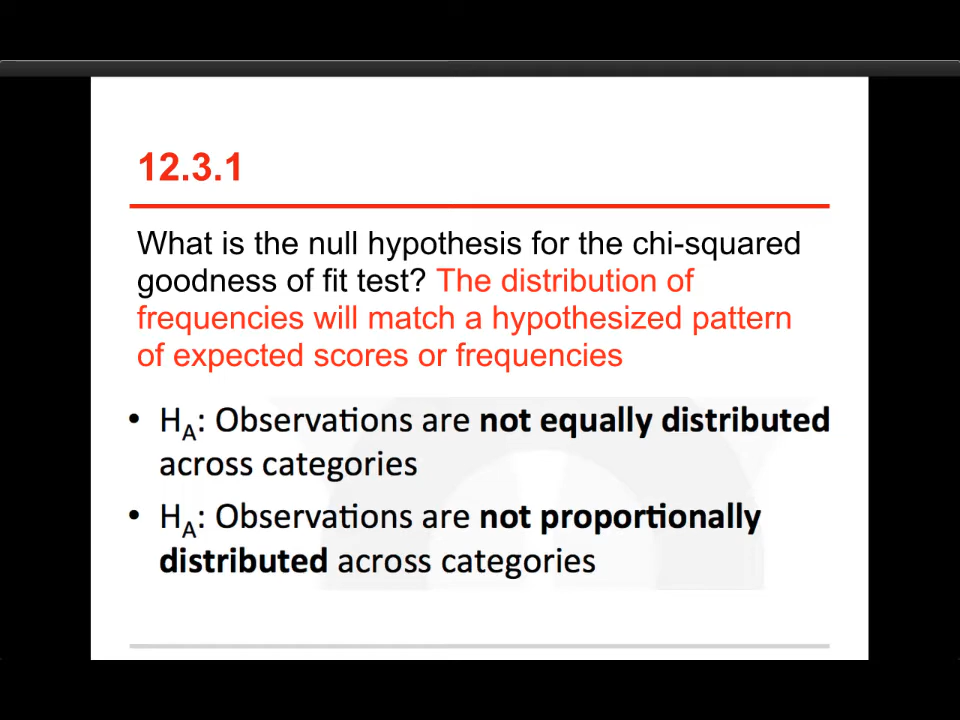 12.3.1
What is the null hypothesis for the chi-squared
goodness of fit test? The distribution of
frequencies will match a hypothesized pattern
of expected scores or frequencies
• HA: Observations are not equally distributed
across categories
• HA: Observations are not proportionally
distributed across categories